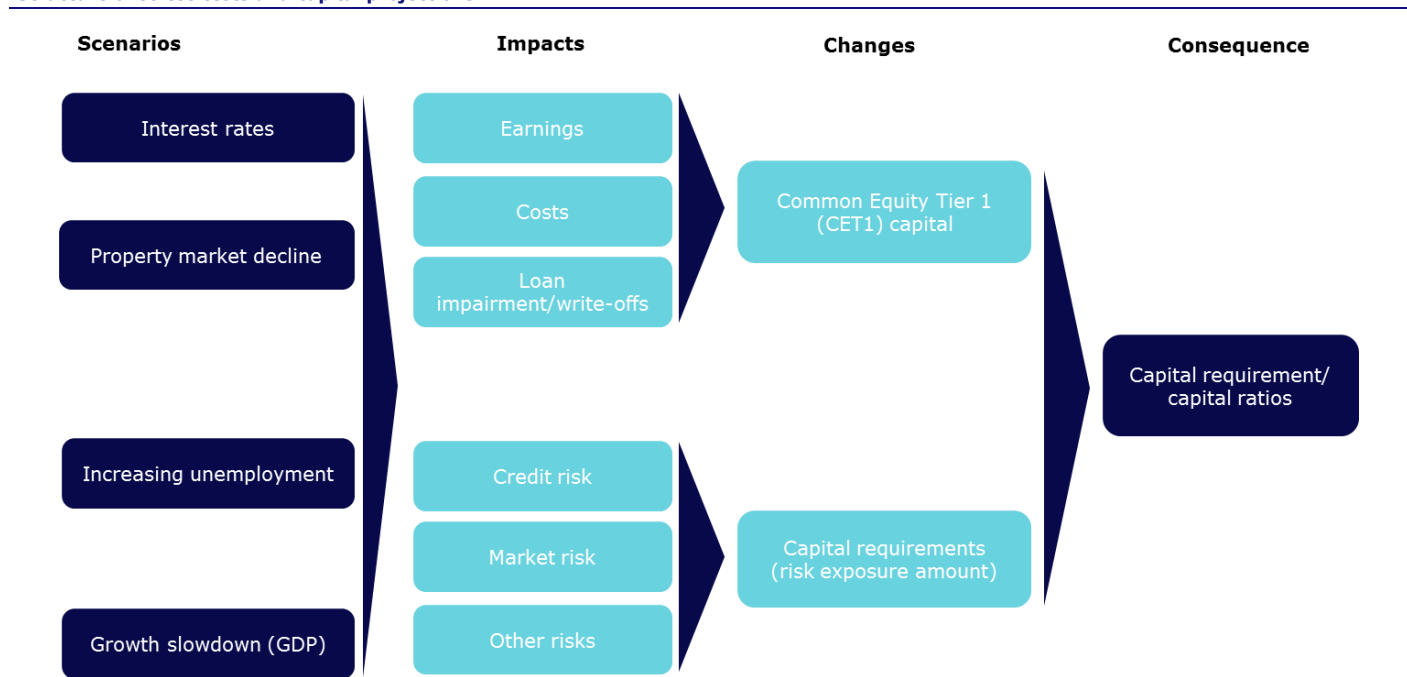 Scenarios
Impacts
Changes
Consequence
Interest rates
Property market decline
Increasing unemployment
Growth slowdown (GDP)
Earnings
Costs
Loan
impairment/write-offs
Credit risk
Market risk
Other risks
Common Equity Tier 1
(CET1) capital
Capital requirements
(risk exposure amount)
Capital requirement/
capital ratios